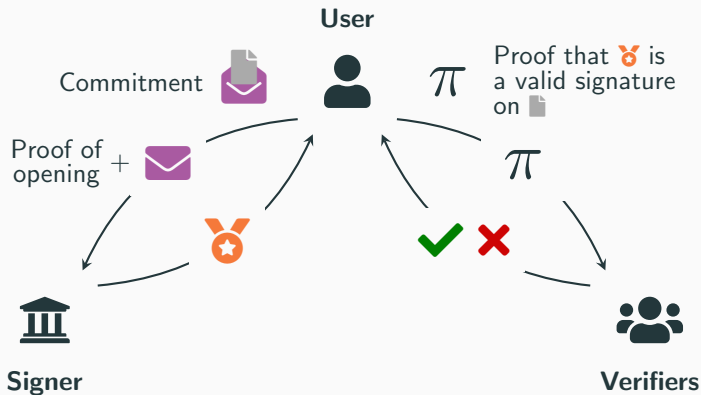 User
Commitment
Proof that is
a valid signature
on
π
Proof of
opening +
π
Signer
Verifiers